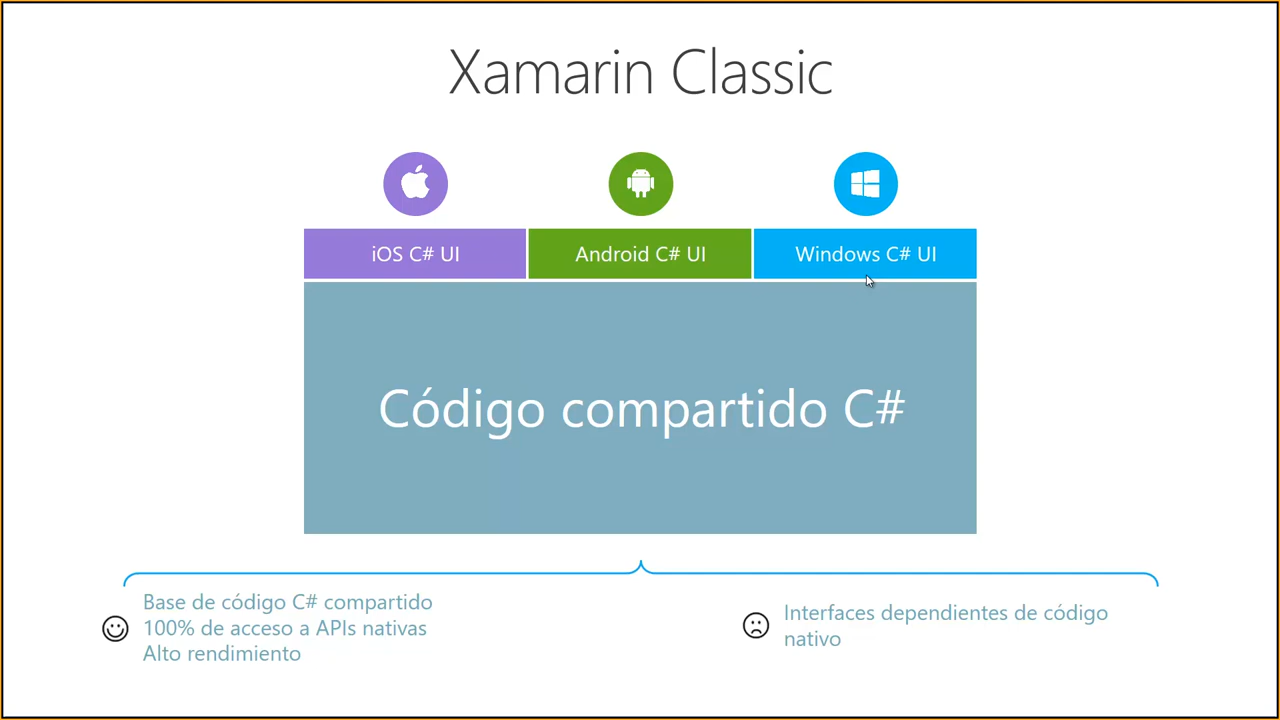 Xamarin Classic
iOS C# UI
Android C# UI
Windows C# UI
Código compartido C#
Base de código C# compartido
100% de acceso a APIs nativas
Alto rendimiento
Interfaces dependientes de código
nativo